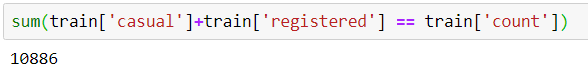 sum(train['casual']+train['registered'] == train['count'])
10886